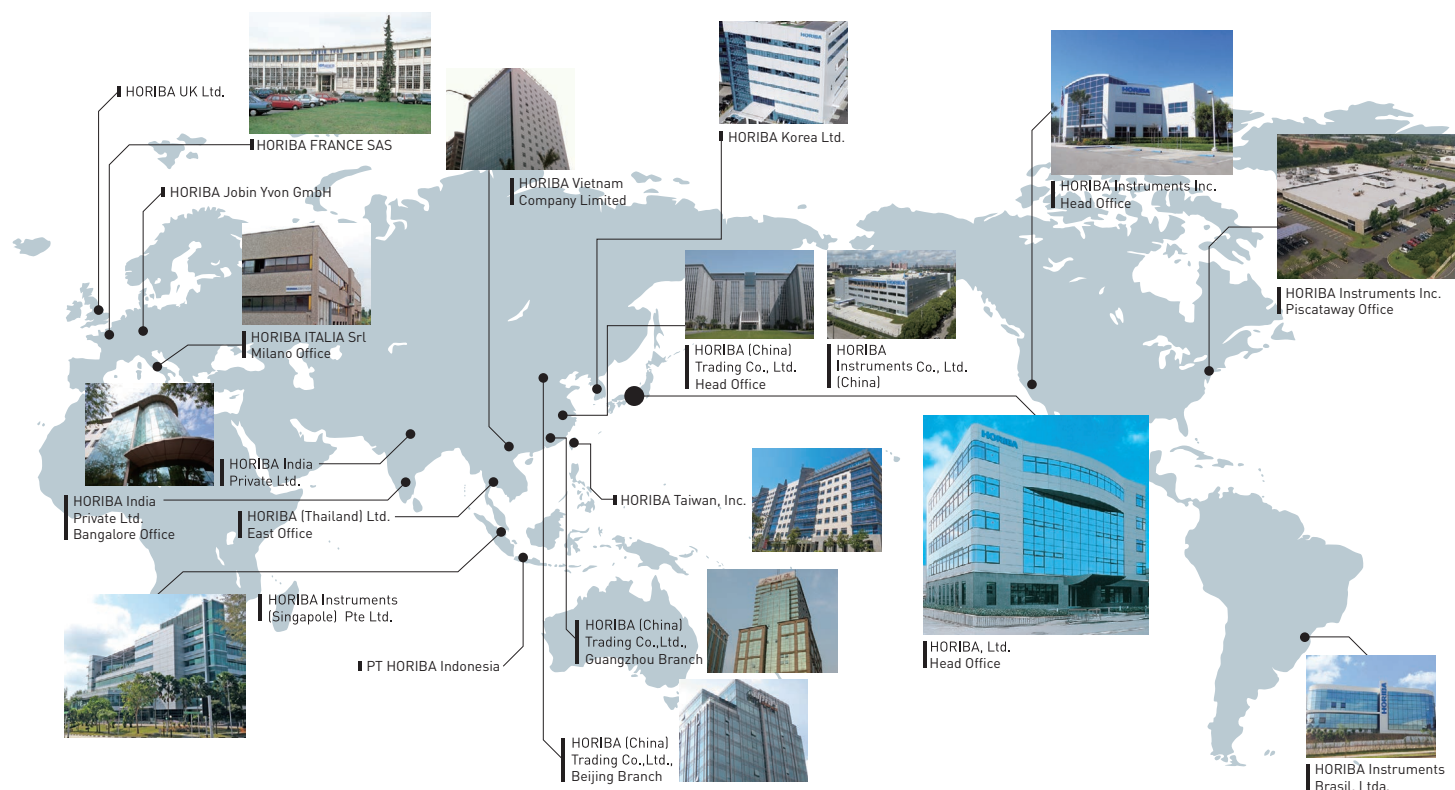 HORIBA UK Ltd.
HORIBA FRANCE SAS
HORIBA Jobin Yvon GmbH
HORIBA ITALIA Srl
Milano Office
HORIBA Vietnam
Company Limited
HORIBA
HORIBA Korea Ltd.
HORIBA (China)
Trading Co., Ltd.
Head Office
HORIBA
Instruments Co., Ltd.
(China)
HORIBA
HORIBA Instruments Inc.
Head Office
HORIBA Instruments Inc.
Piscataway Office
HORIBA India
Private Ltd.
HORIBA India
Private Ltd.
Bangalore Office
HORIBA (Thailand) Ltd.
East Office
HORIBA Taiwan, Inc.
HORIBA Instruments
(Singapole) Pte Ltd.
PT HORIBA Indonesia
HORIBA (China)
Trading Co.,Ltd.,
Guangzhou Branch
HORIBA (China)
Trading Co.,Ltd.,
Beijing Branch
HORIBA
HORIBA, Ltd.
Head Office
HORIBA
HORIBA Instruments
Brasil, Ltda.